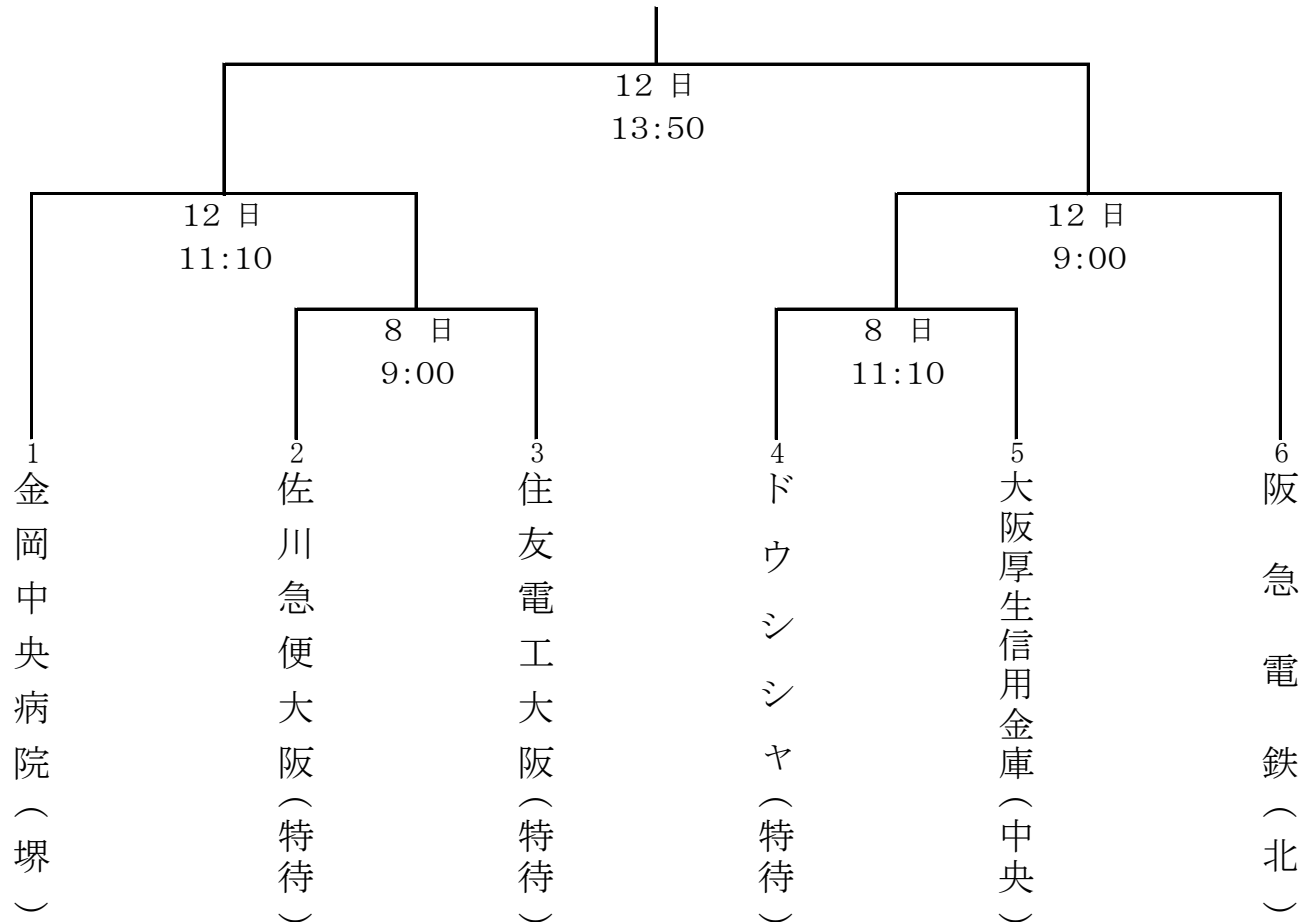 12 日
13:50
12 日
11:10
12 日
9:00
8 日
9:00
8 日
11:10
1
金岡中央病院（堺）
2
佐川急便大阪（特待）
3
住友電工大阪（特待）
4
ドウシシャ（特待）
5
大阪厚生信用金庫（中央）
6
阪急電鉄（北）